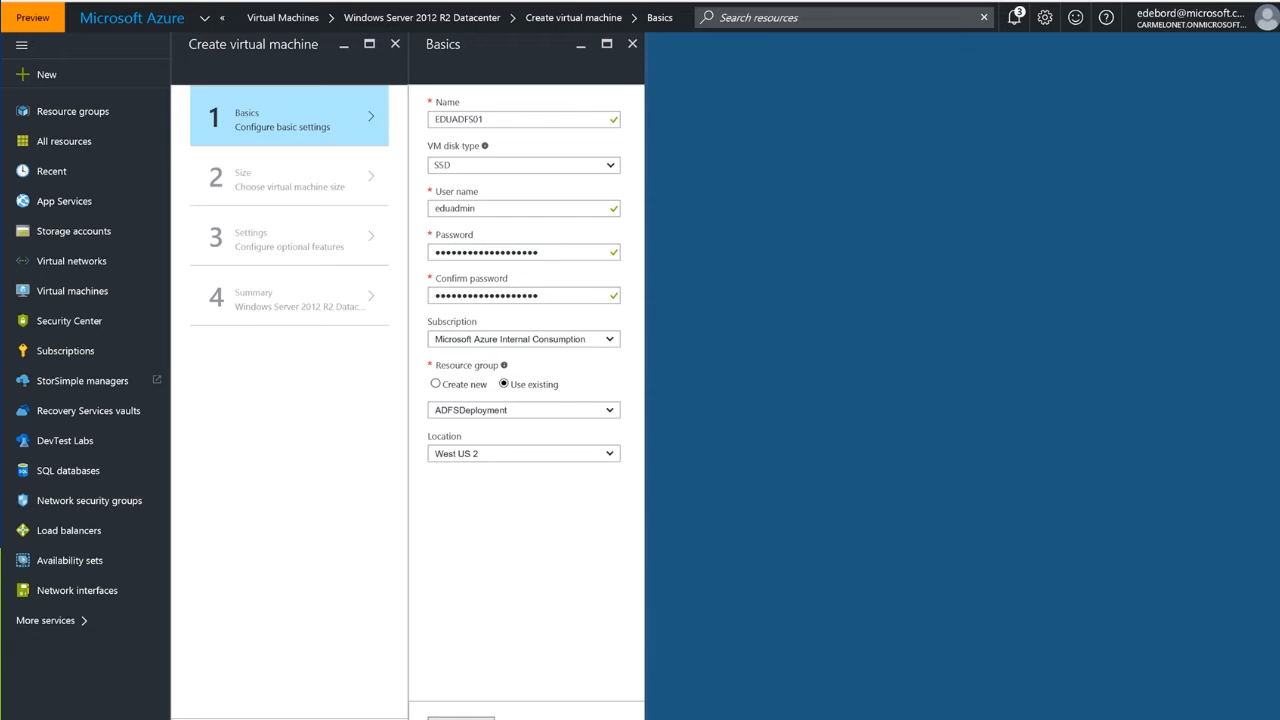 Preview
Microsoft Azure
«
Virtual Machines
Windows Server 2012 R2 Datacenter
Create virtual machine
Basics
Search resources
3
edebord@microsoft.c...
CARMELONET.ONMICROSOFT...
New
Resource groups
All resources
Recent
App Services
Storage accounts
Virtual networks
Virtual machines
Security Center
Subscriptions
StorSimple managers
Recovery Services vaults
DevTest Labs
SQL databases
Network security groups
Load balancers
Availability sets
Network interfaces
More services
Create virtual machine
1
Basics
Configure basic settings
2
Size
Choose virtual machine size
3
Settings
Configure optional features
4
Summary
Windows Server 2012 R2 Datac...
Basics
* Name
EDUADFS01
VM disk type
SSD
* User name
eduadmin
* Password
•••••••••••••••••••
* Confirm password
•••••••••••••••••••
Subscription
Microsoft Azure Internal Consumption
* Resource group
Create new Use existing
ADFSDeployment
Location
West US 2